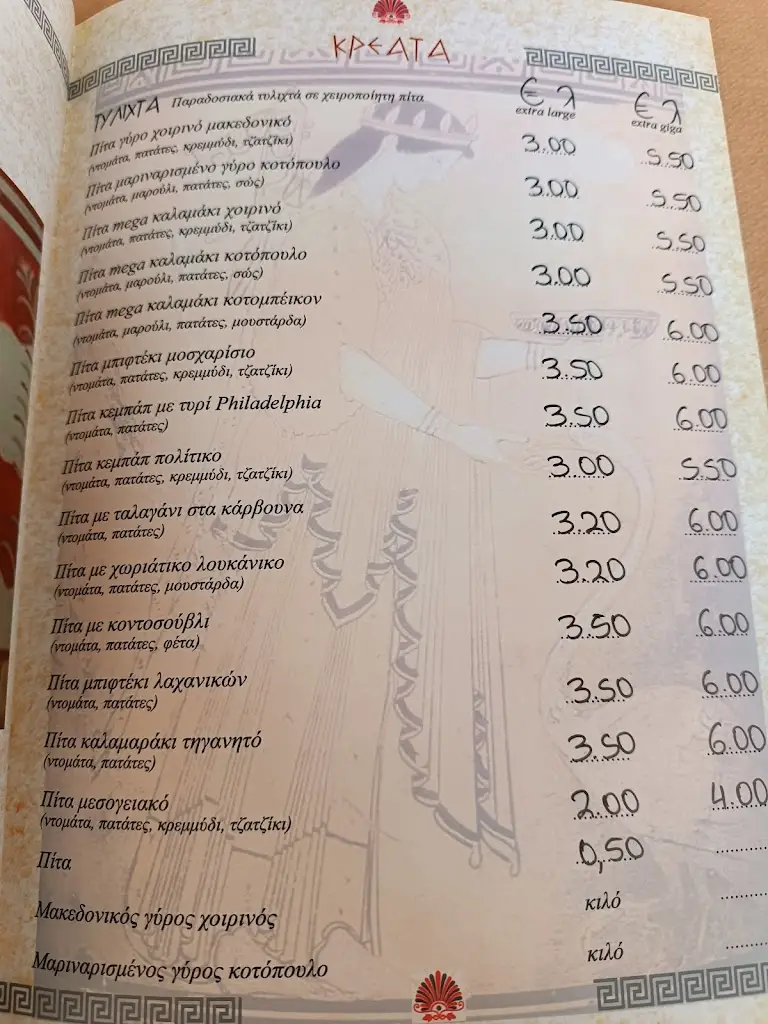 ΚΡΕΑΤΑ
ΤΥΛΙΧΤΑ Παραδοσιακά τυλιχτά σε χειροποίητη πίτα
€ λ extra large € λ extra giga
Πίτα γύρο χοιρινό μακεδονικό 3.00 5.50
(ντομάτα, πατάτες, κρεμμύδι, τζατζίκι)
Πίτα μαριναρισμένο γύρο κοτόπουλο 3.00 5.50
(ντομάτα, μαρούλι, πατάτες, σώς)
Πίτα mega καλαμάκι χοιρινό 3.00 5.50
(ντομάτα, πατάτες, κρεμμύδι, τζατζίκι)
Πίτα mega καλαμάκι κοτόπουλο 3.00 5.50
(ντομάτα, μαρούλι, πατάτες, σως)
Πίτα mega καλαμάκι κοτομπέικον 3.50 6.00
(ντομάτα, μαρούλι, πατάτες, μουστάρδα)
Πίτα μπιφτέκι μοσχαρίσιο 3.50 6.00
(ντομάτα, πατάτες, κρεμμύδι, τζατζίκι)
Πίτα κεμπάπ με τυρί Philadelphia 3.50 6.00
(ντομάτα, πατάτες)
Πίτα κεμπάπ πολίτικο 3.00 5.50
(ντομάτα, πατάτες, κρεμμύδι, τζατζίκι)
Πίτα με ταλαγάνι στα κάρβουνα 3.20 6.00
(ντομάτα, πατάτες)
Πίτα με χωριάτικο λουκάνικο 3.20 6.00
(ντομάτα, πατάτες, μουστάρδα)
Πίτα με κοντοσούβλι 3.50 6.00
(ντομάτα, πατάτες, φέτα)
Πίτα μπιφτέκι λαχανικών 3.50 6.00
(ντομάτα, πατάτες)
Πίτα καλαμαράκι τηγανητό 3.50 6.00
(ντομάτα, πατάτες)
Πίτα μεσογειακό 2.00 4.00
(ντομάτα, πατάτες, κρεμμύδι, τζατζίκι)
Πίτα 0,50 ..........
Μακεδονικός γύρος χοιρινός κιλό ..........
Μαριναρισμένος γύρος κοτόπουλο κιλό ..........